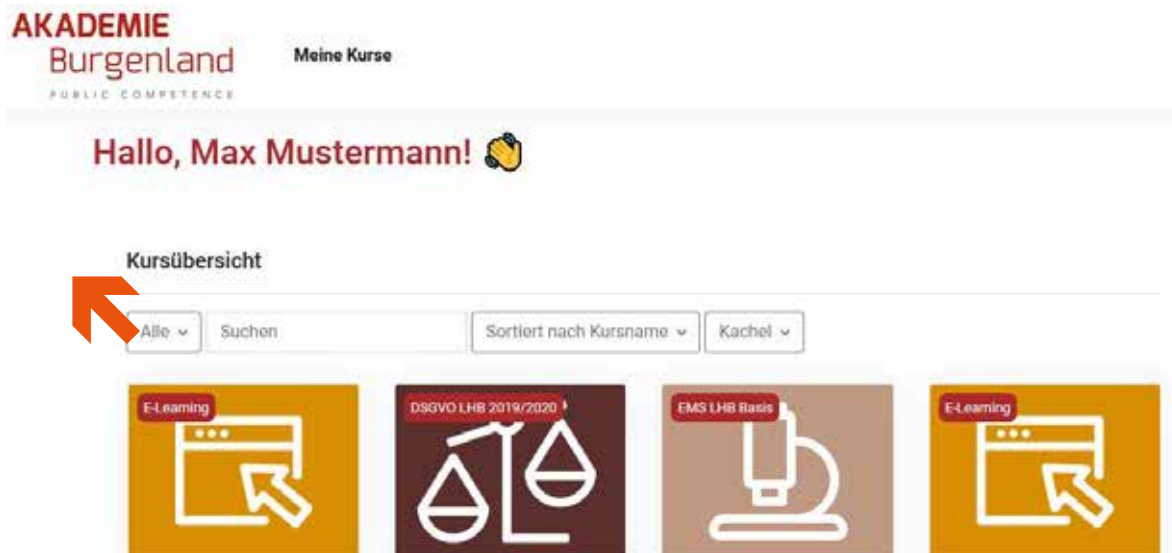 AKADEMIE
Burgenland
PUBLIC COMPETENCE
Meine Kurse
Hallo, Max Mustermann!
Kursübersicht
Alle
Suchen
Sortiert nach Kursname
Kachel
E-Learning
DSGVO LHB 2019/2020
EMS LHB Basis
E-Learning